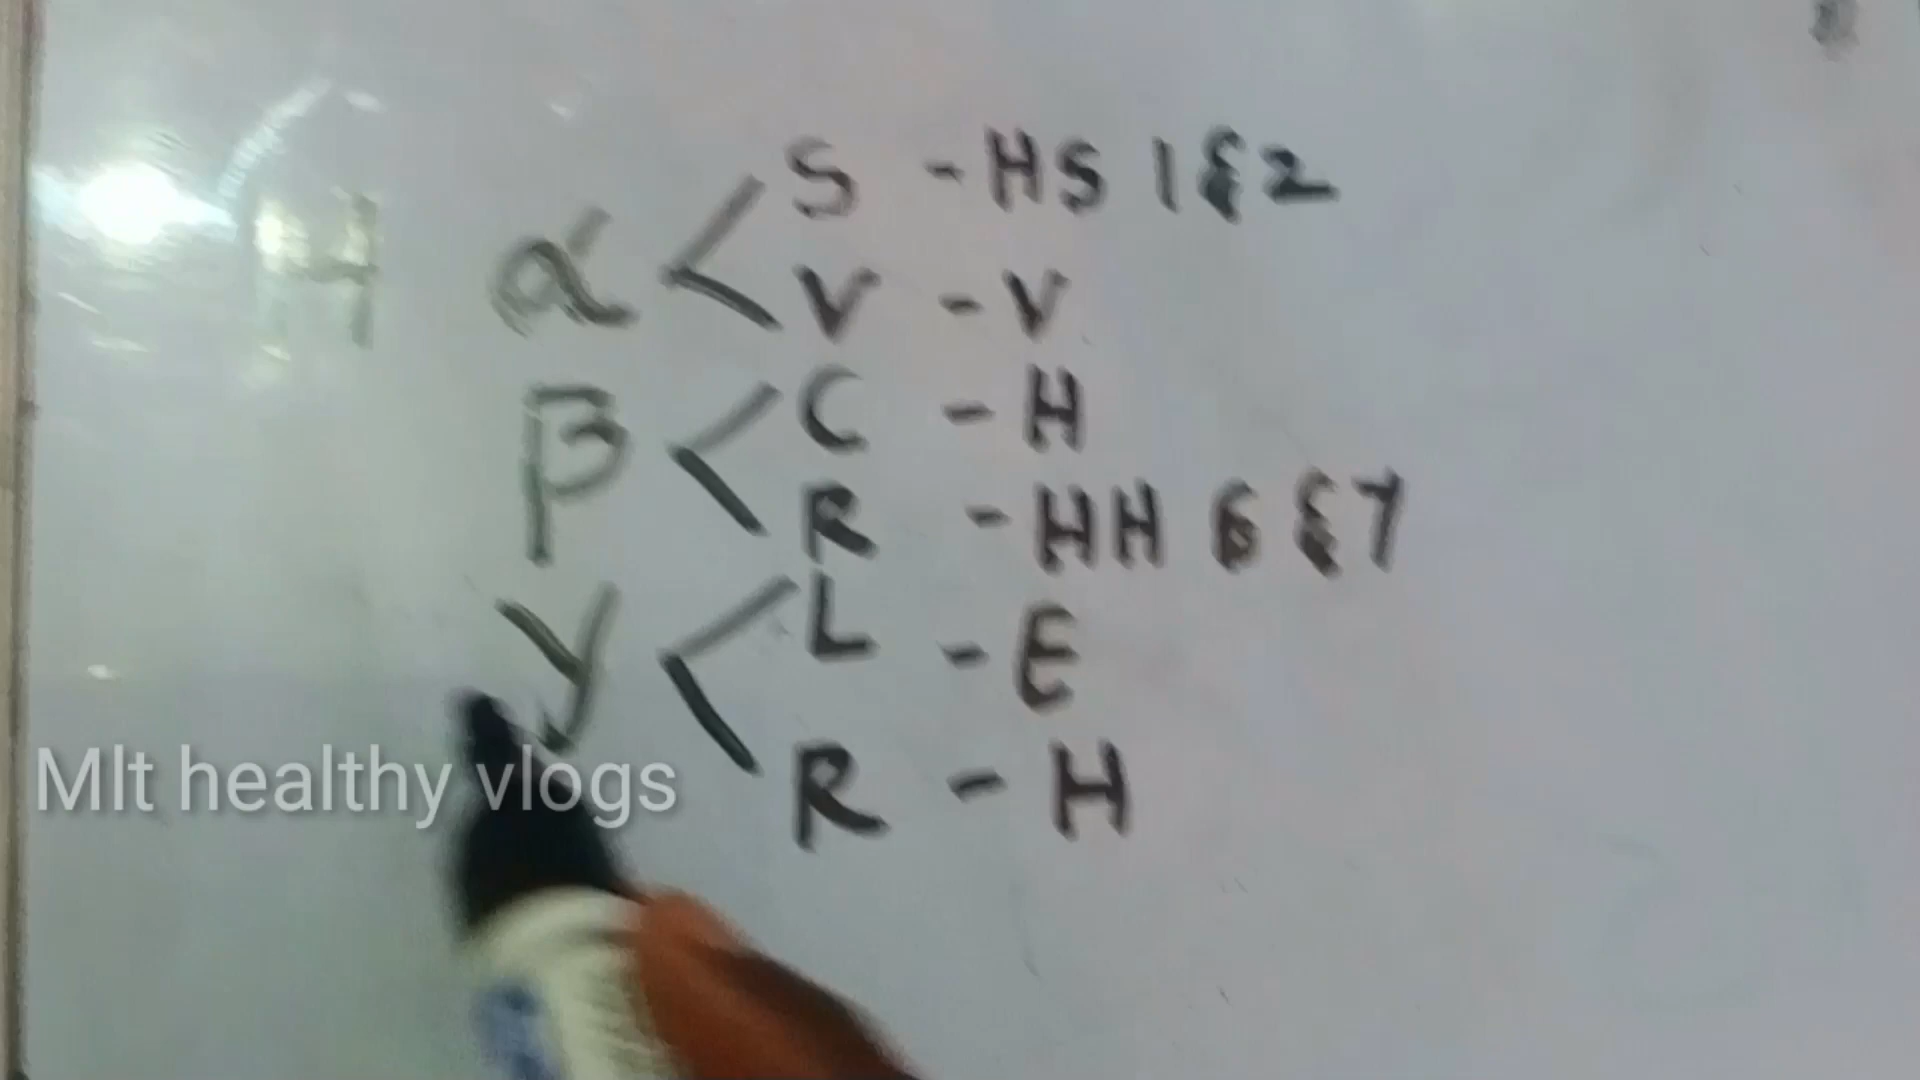 S - HS 1 & 2
H α < V - V
β < C - H
R - HH 6 & 7
γ < L - E
R - H
Mlt healthy vlogs